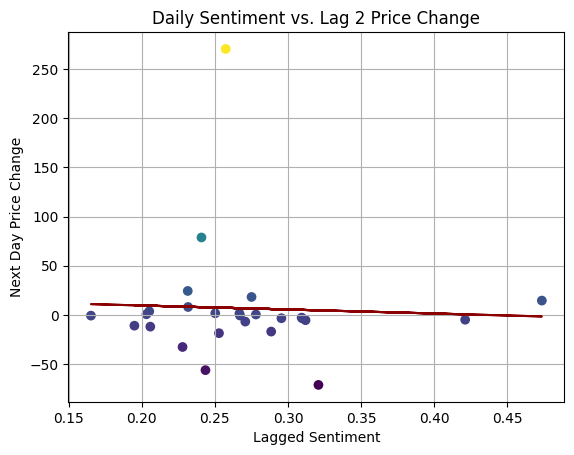 Daily Sentiment vs. Lag 2 Price Change
Next Day Price Change
250
200
150
100
50
0
−50
0.15 0.20 0.25 0.30 0.35 0.40 0.45
Lagged Sentiment